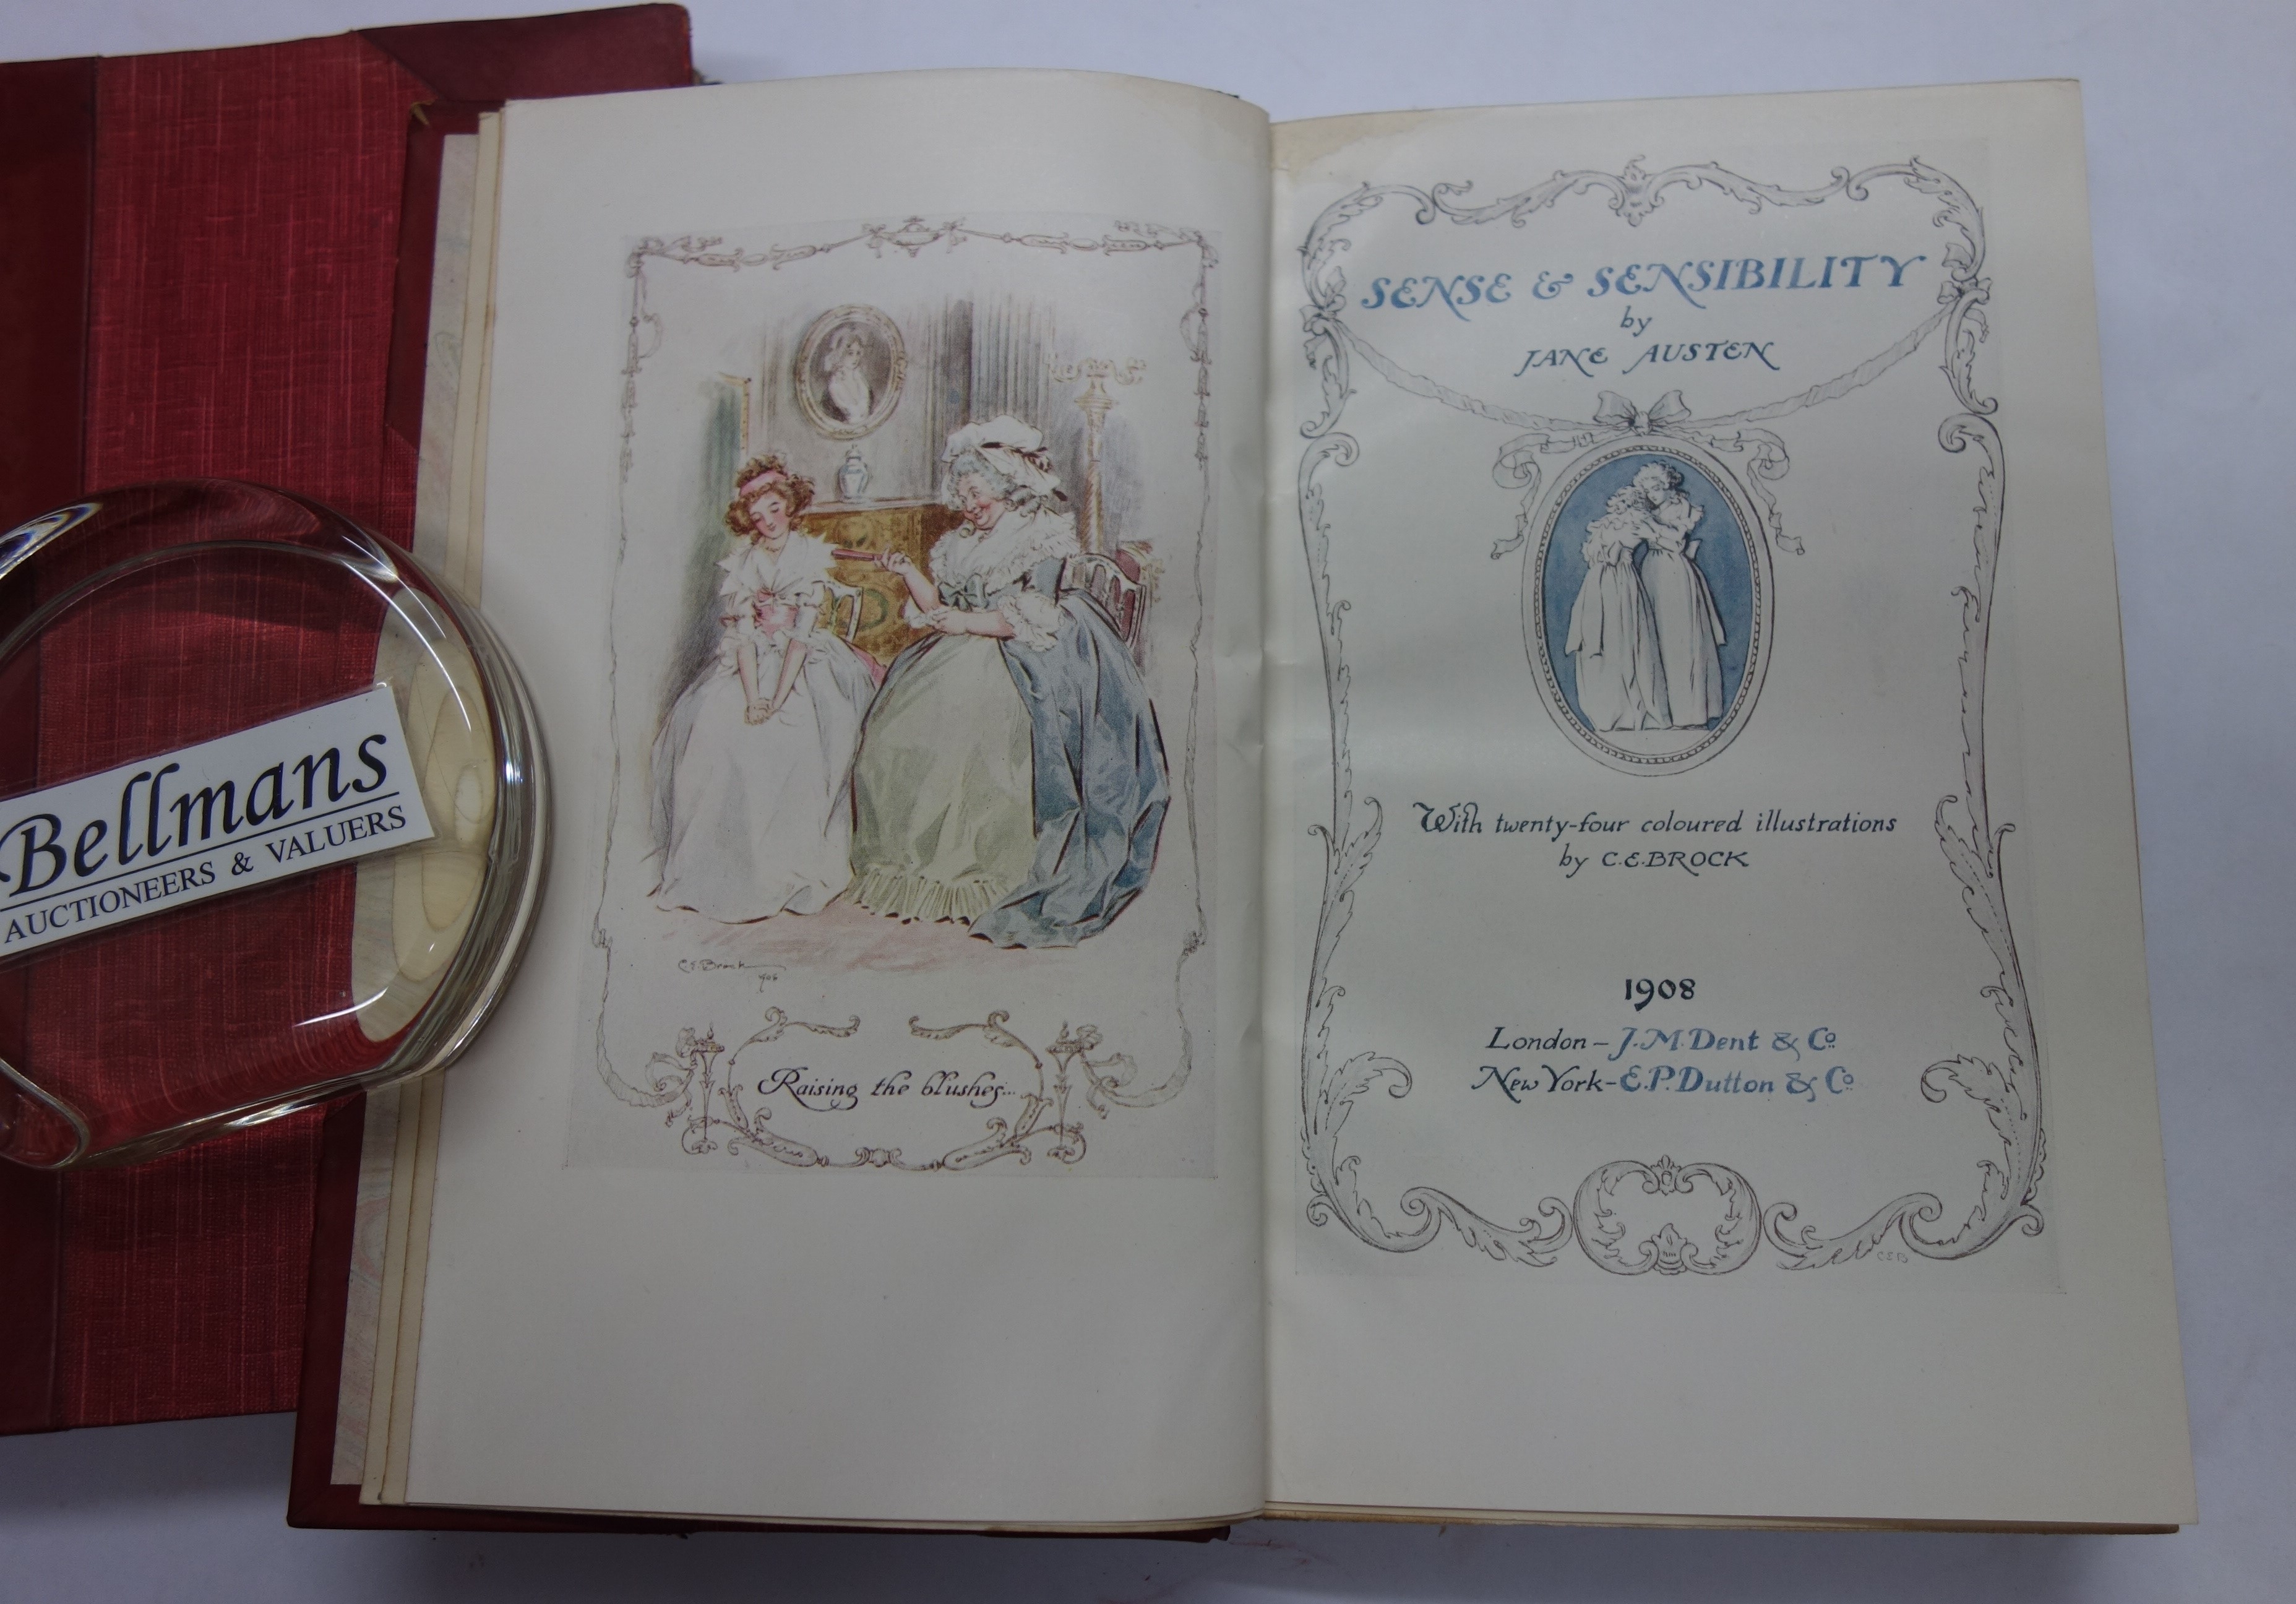 Bellmans
AUCTIONEERS & VALUERS
C.E.Brock
Raising the blushes...
SENSE & SENSIBILITY
by
JANE AUSTEN
With twenty-four coloured illustrations
by C.E.BROCK
1908
London - J.M.Dent & Co
New York - E.P.Dutton & Co
CEB